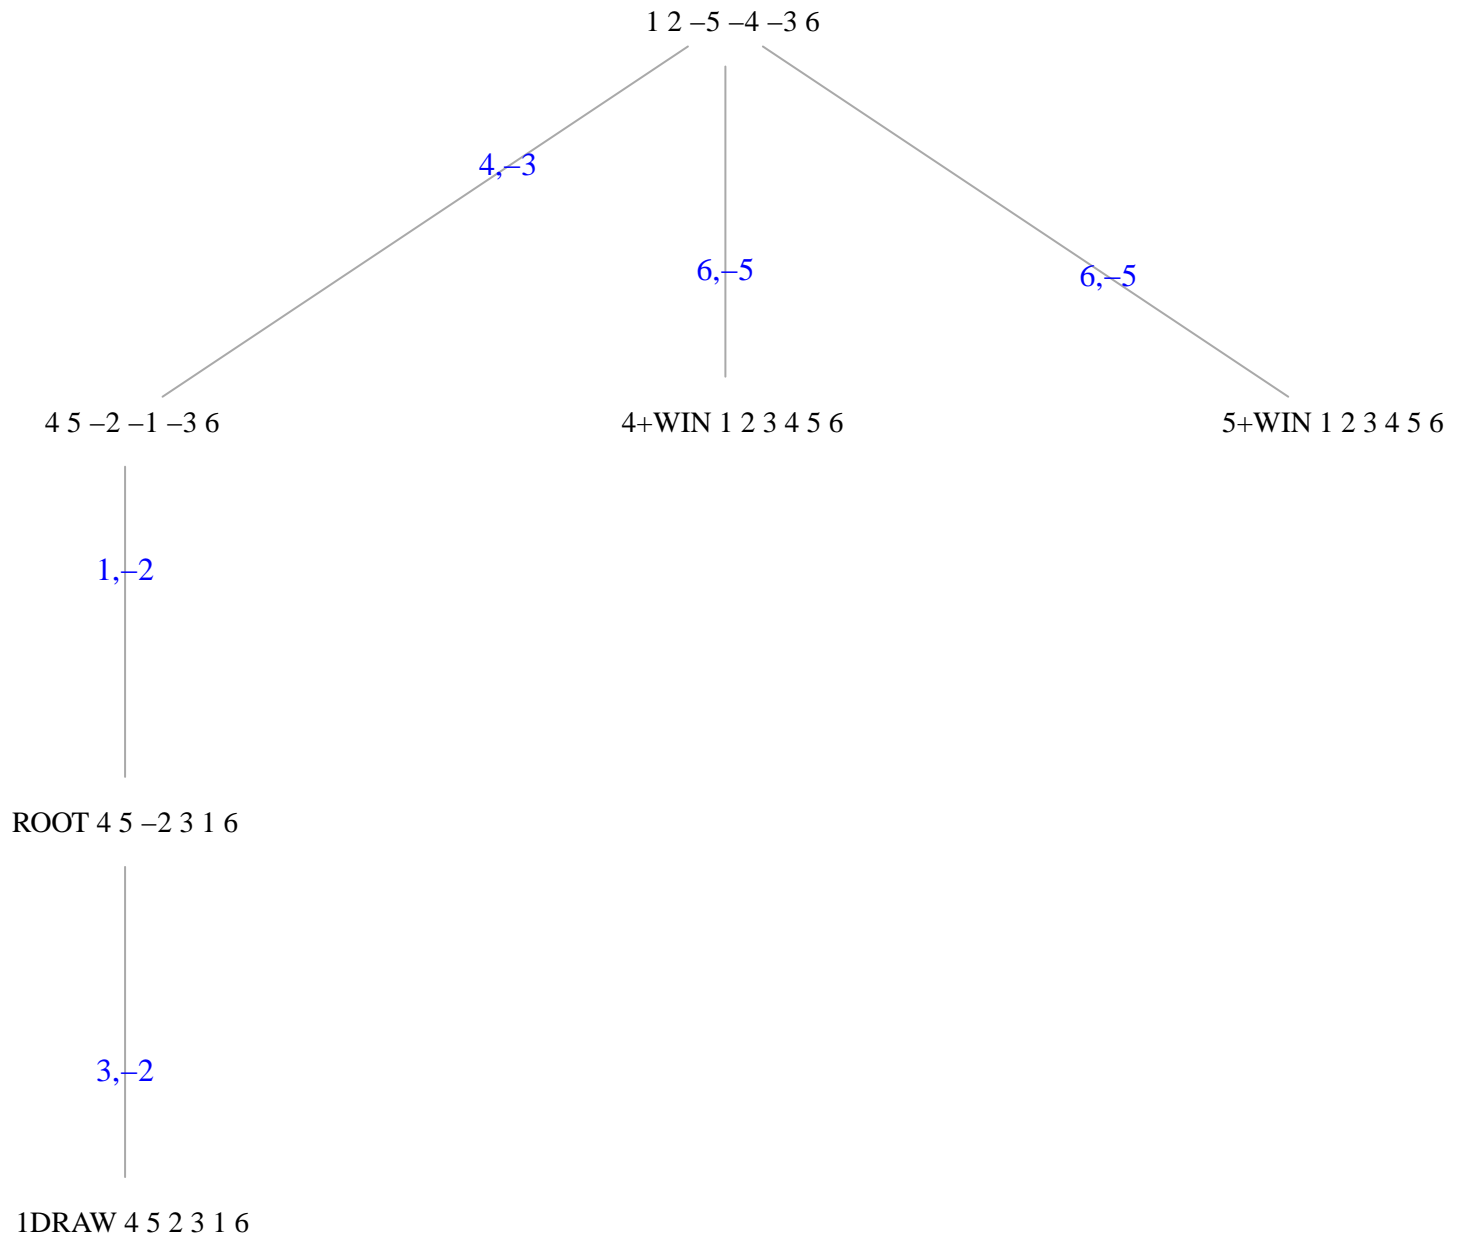 1 2 –5 –4 –3 6
4,–3
6,–5
6,–5
4 5 –2 –1 –3 6
4+WIN 1 2 3 4 5 6
5+WIN 1 2 3 4 5 6
1,–2
ROOT 4 5 –2 3 1 6
3,–2
1DRAW 4 5 2 3 1 6